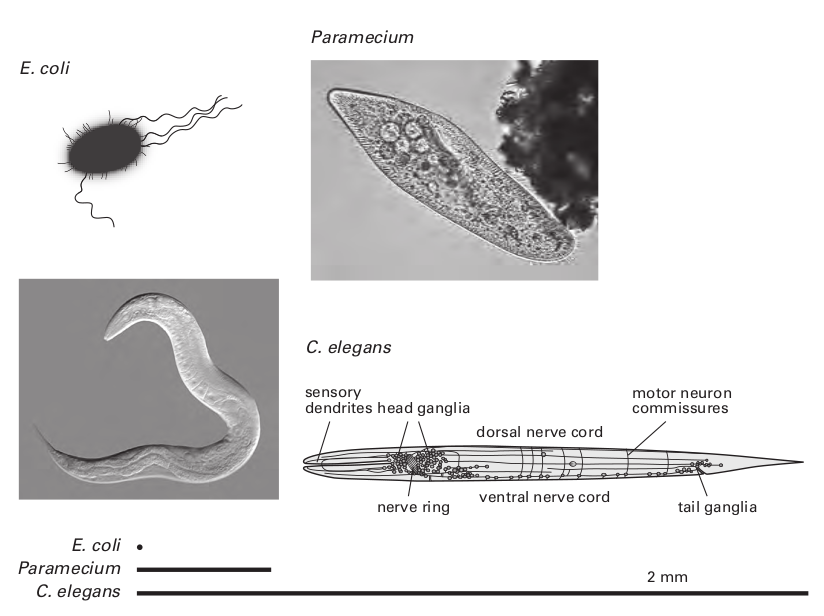 Paramecium
E. coli
C. elegans
sensory
dendrites head ganglia
motor neuron
commissures
dorsal nerve cord
nerve ring
ventral nerve cord
tail ganglia
E. coli
Paramecium
2 mm
C. elegans